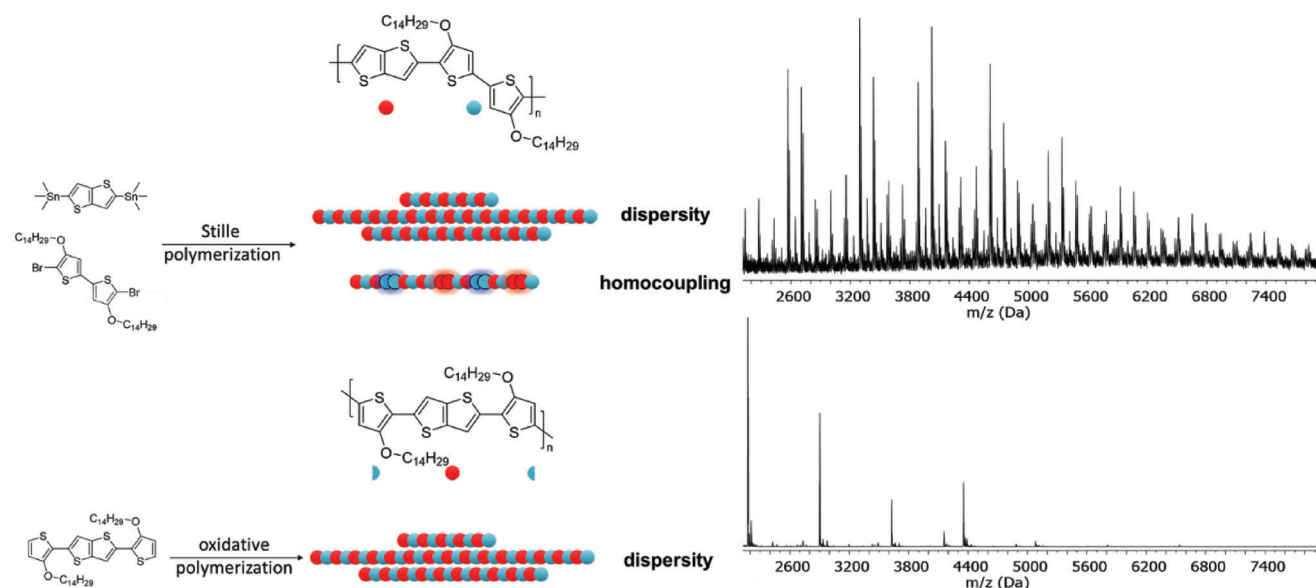 C14H29-O
S
S
S
S
n
O
C14H29
Sn
S
S
Sn
C14H29-O
Br
S
S
Br
O
C14H29
Stille
polymerization
dispersity
homocoupling
2600 3200 3800 4400 5000 5600 6200 6800 7400
m/z (Da)
C14H29-O
S
S
S
S
n
O
C14H29
C14H29-O
S
S
S
S
O
C14H29
oxidative
polymerization
dispersity
2600 3200 3800 4400 5000 5600 6200 6800 7400
m/z (Da)